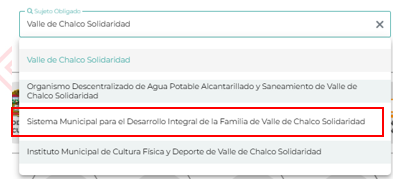 Sujeto Obligado
Valle de Chalco Solidaridad
Valle de Chalco Solidaridad
Organismo Descentralizado de Agua Potable Alcantarillado y Saneamiento de Valle de
Chalco Solidaridad
Sistema Municipal para el Desarrollo Integral de la Familia de Valle de Chalco Solidaridad
Instituto Municipal de Cultura Física y Deporte de Valle de Chalco Solidaridad